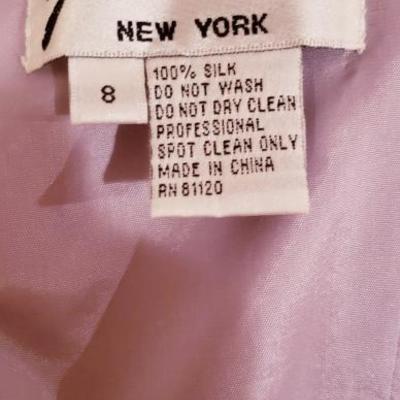 NEW YORK
8
100% SILK
DO NOT WASH
DO NOT DRY CLEAN
PROFESSIONAL
SPOT CLEAN ONLY
MADE IN CHINA
RN 81120